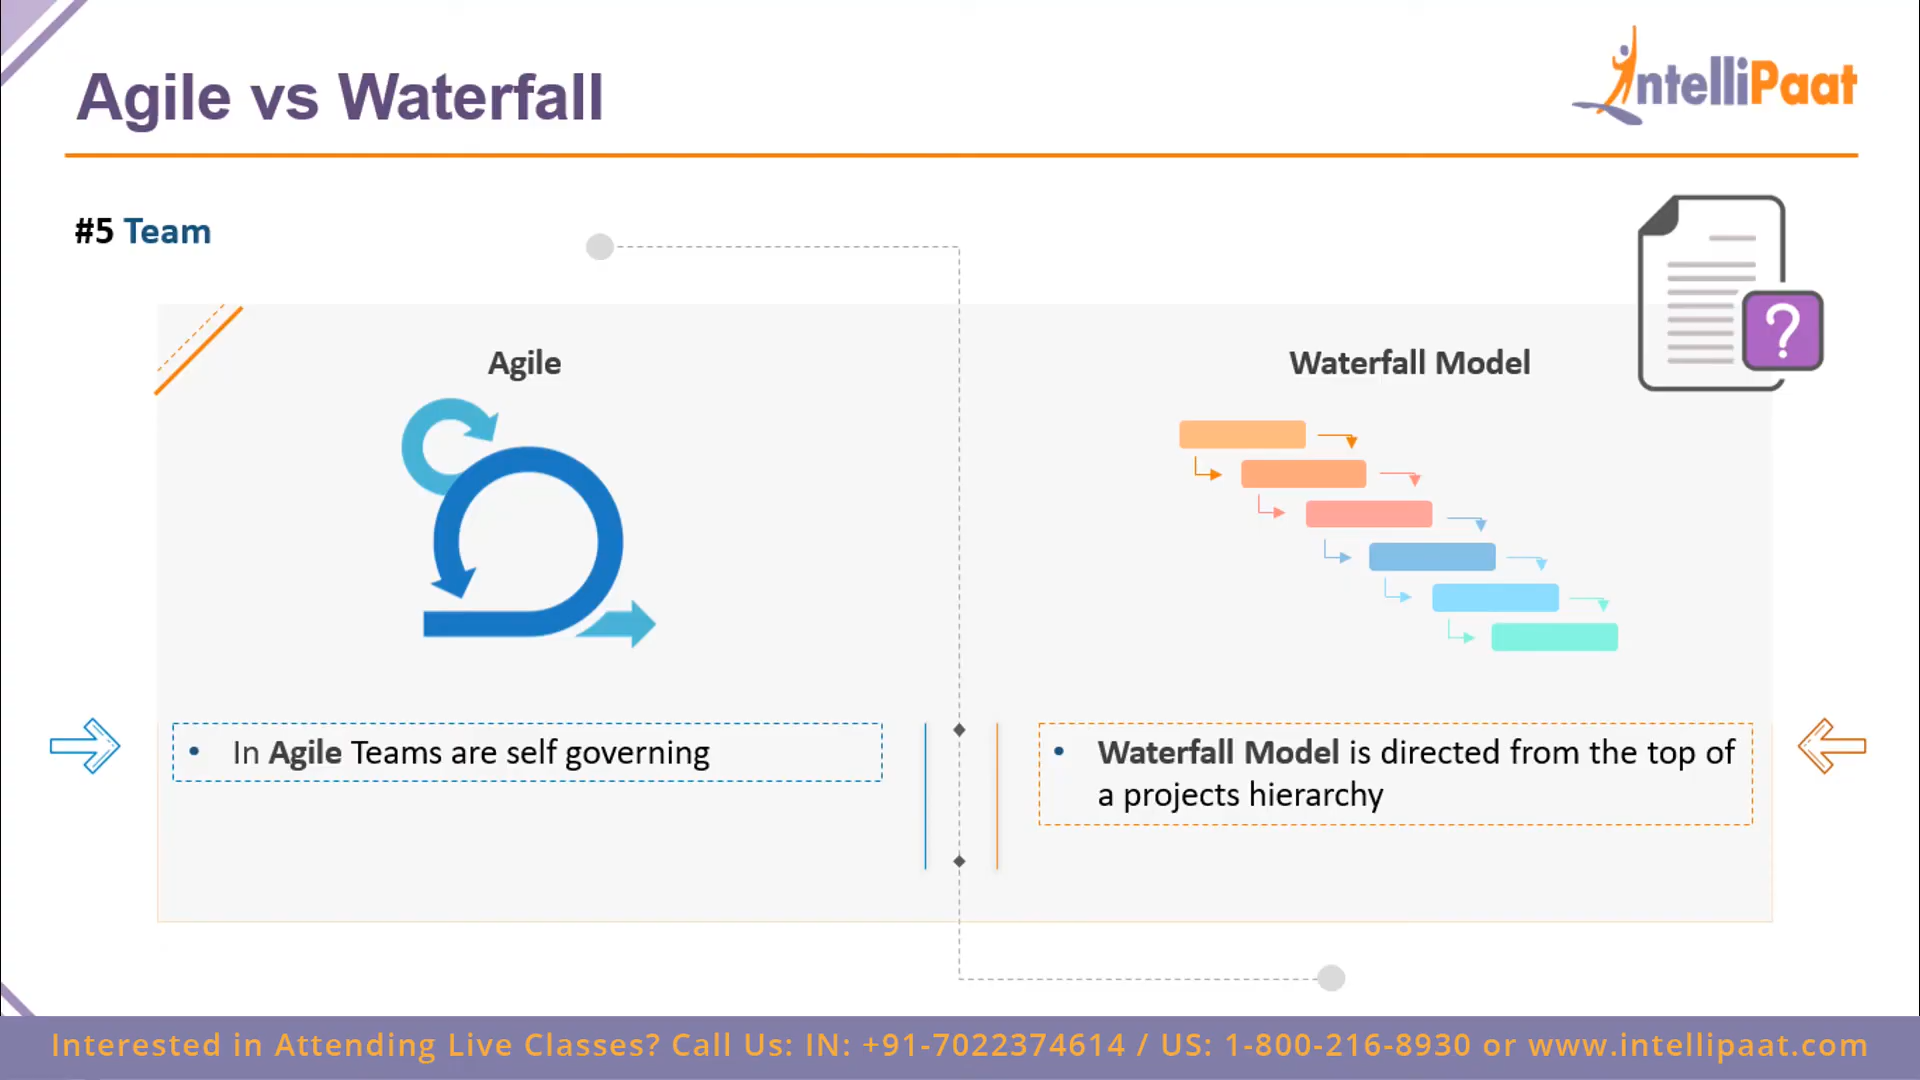 Agile vs Waterfall
IntelliPaat
#5 Team
?
Agile
Waterfall Model
• In Agile Teams are self governing
• Waterfall Model is directed from the top of
a projects hierarchy
Interested in Attending Live Classes? Call Us: IN: +91-7022374614 / US: 1-800-216-8930 or www.intellipaat.com